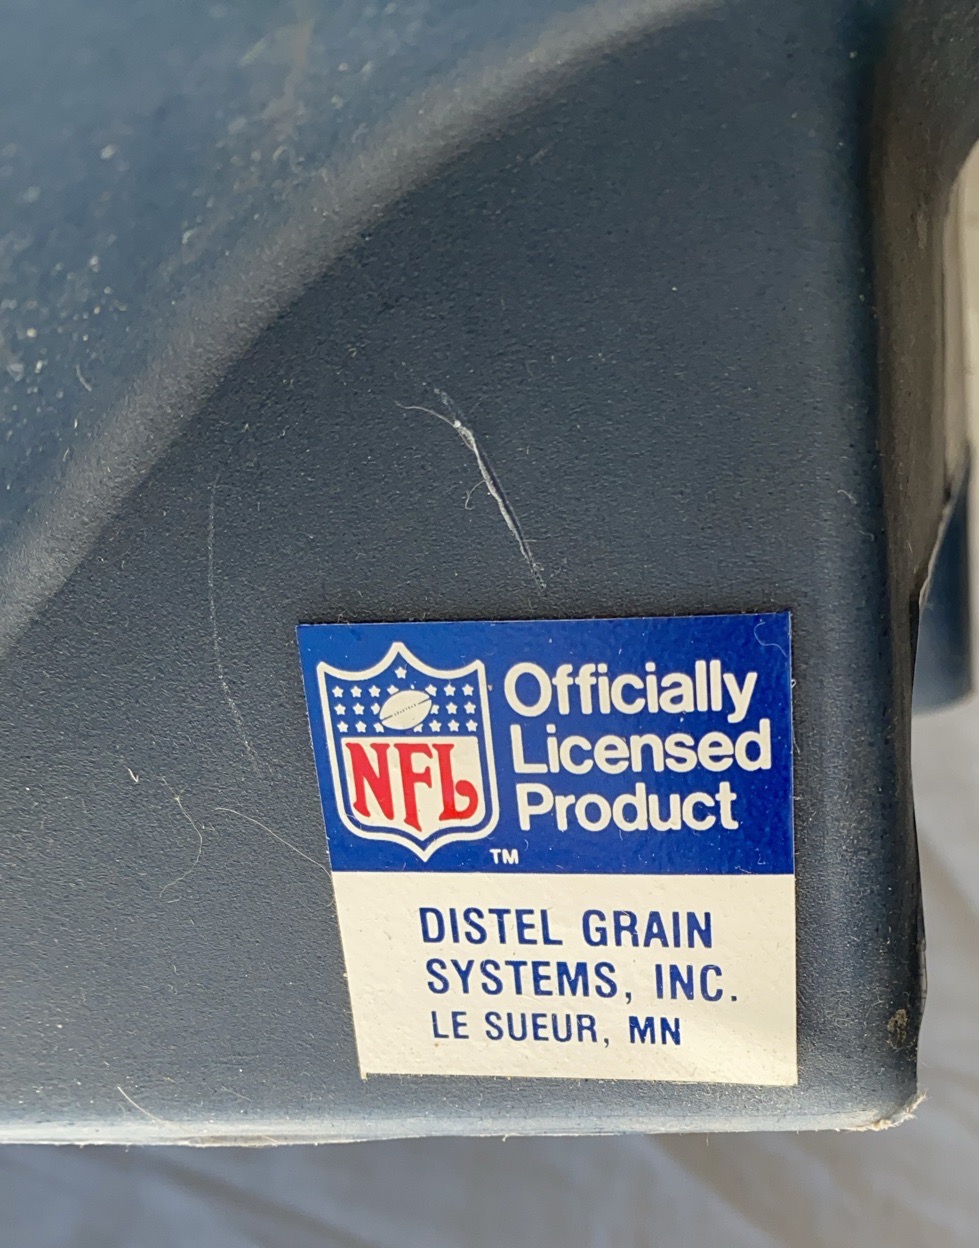 NFL
Officially
Licensed
Product
TM
DISTEL GRAIN
SYSTEMS, INC.
LE SUEUR, MN